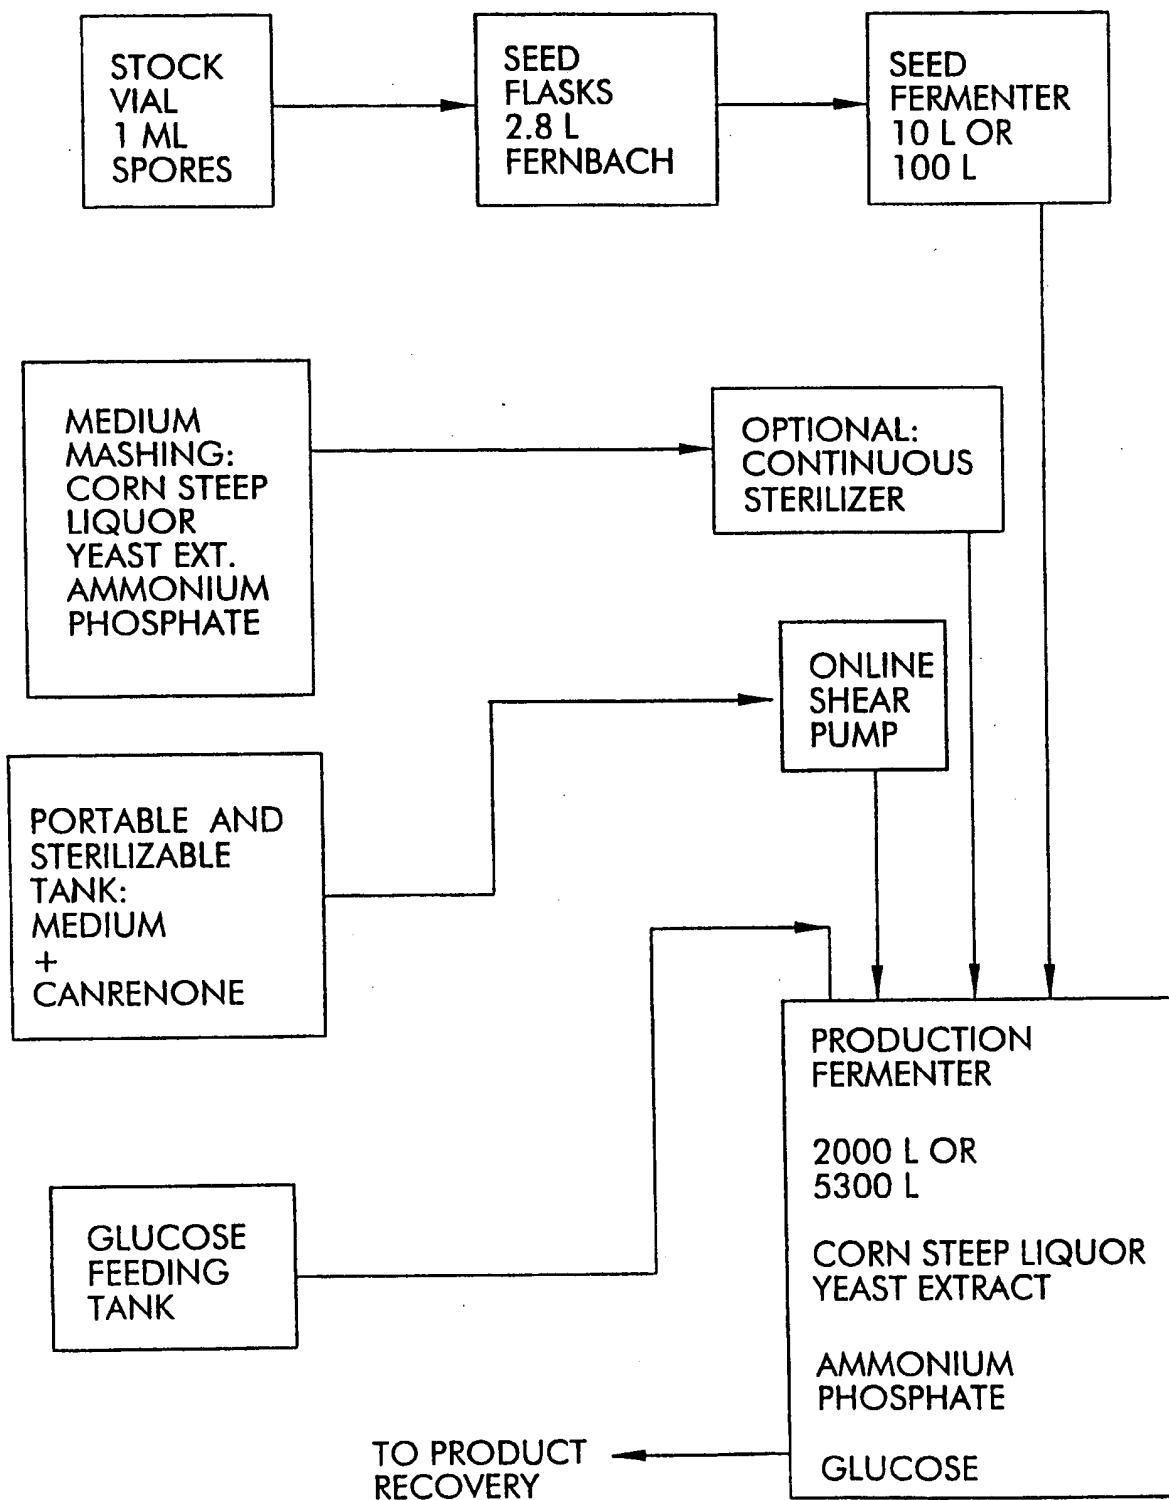 STOCK
VIAL
1 ML
SPORES
SEED
FLASKS
2.8 L
FERNBACH
SEED
FERMENTER
10 L OR
100 L
MEDIUM
MASHING:
CORN STEEP
LIQUOR
YEAST EXT.
AMMONIUM
PHOSPHATE
OPTIONAL:
CONTINUOUS
STERILIZER
ONLINE
SHEAR
PUMP
PORTABLE AND
STERILIZABLE
TANK:
MEDIUM
+
CANRENONE
GLUCOSE
FEEDING
TANK
PRODUCTION
FERMENTER
2000 L OR
5300 L
CORN STEEP LIQUOR
YEAST EXTRACT
AMMONIUM
PHOSPHATE
GLUCOSE
TO PRODUCT
RECOVERY